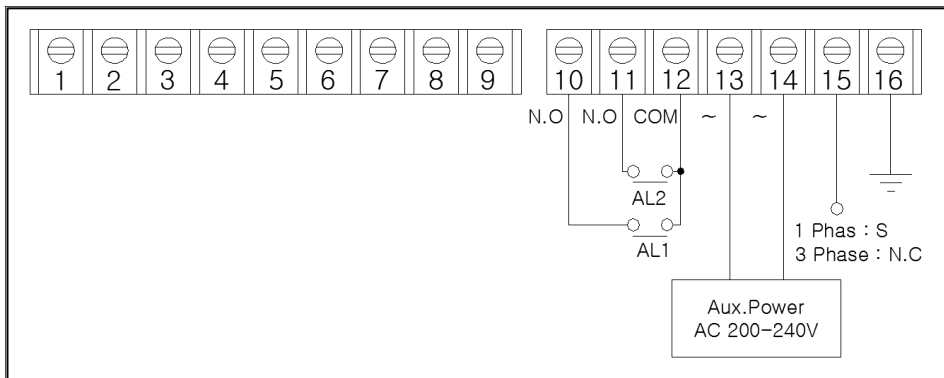 1 2 3 4 5 6 7 8 9 10 11 12 13 14 15 16
N.O N.O COM ~ ~
AL2
AL1
1 Phas : S
3 Phase : N.C
Aux.Power
AC 200-240V